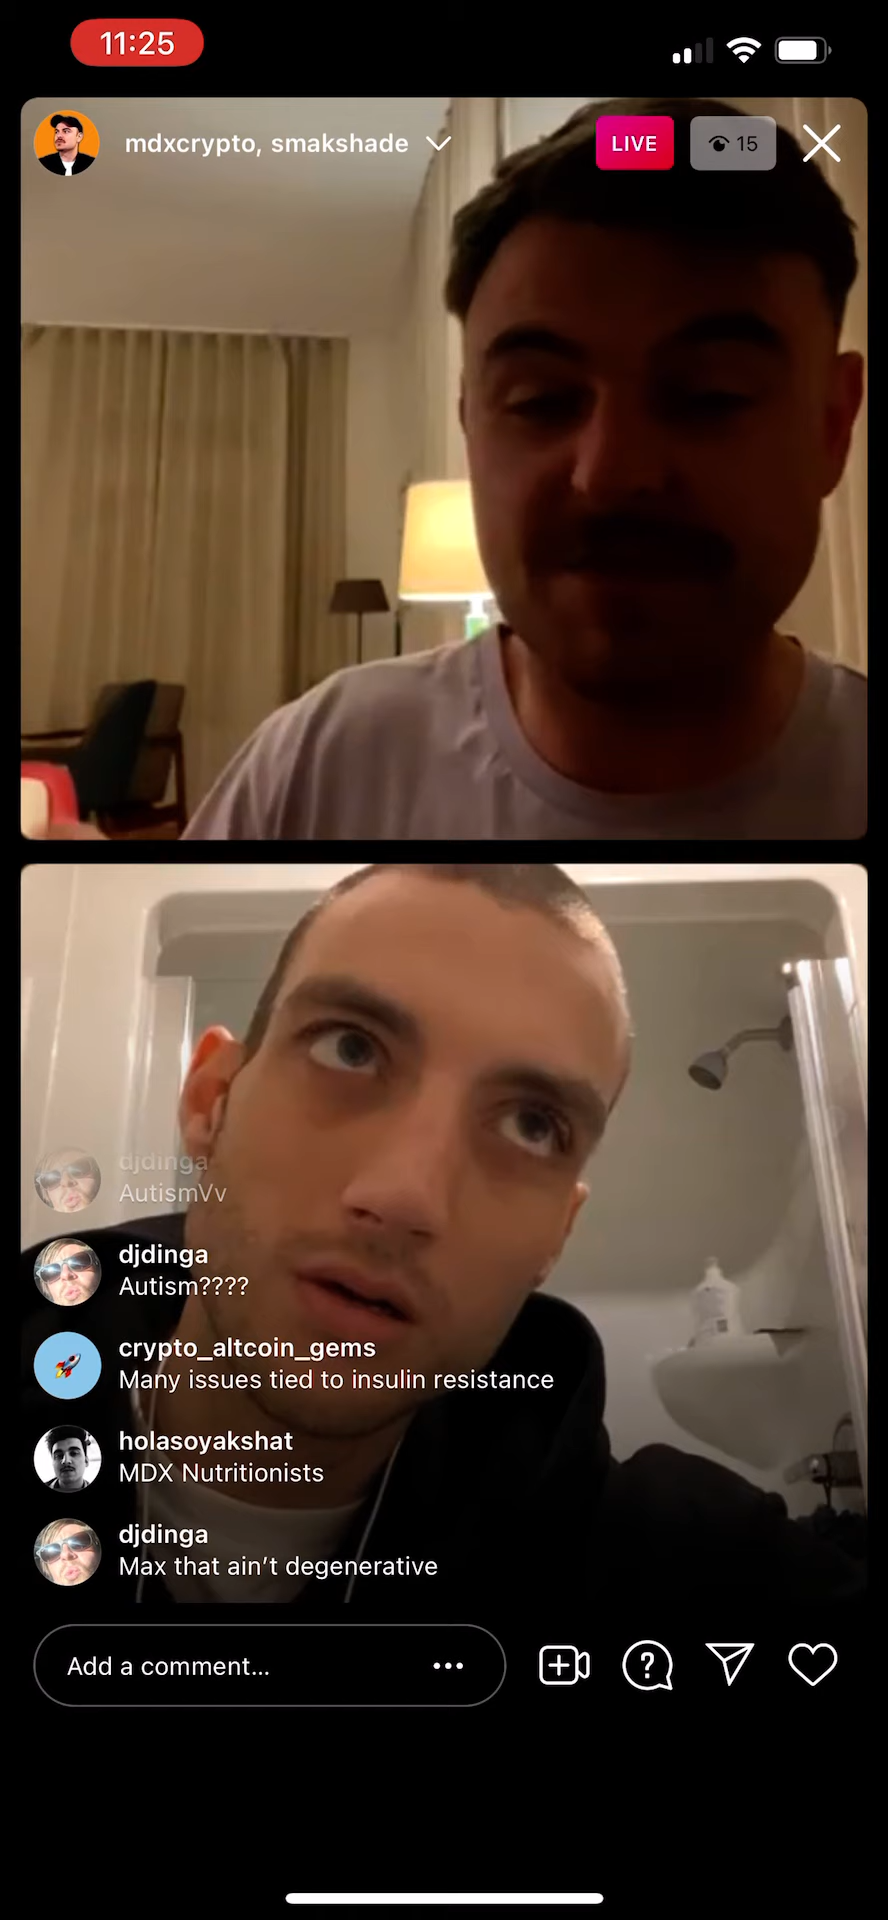 11:25
mdxcrypto, smakshade
LIVE
15
djdinga
AutismVv
djdinga
Autism????
crypto_altcoin_gems
Many issues tied to insulin resistance
holasoyakshat
MDX Nutritionists
djdinga
Max that ain't degenerative
Add a comment...